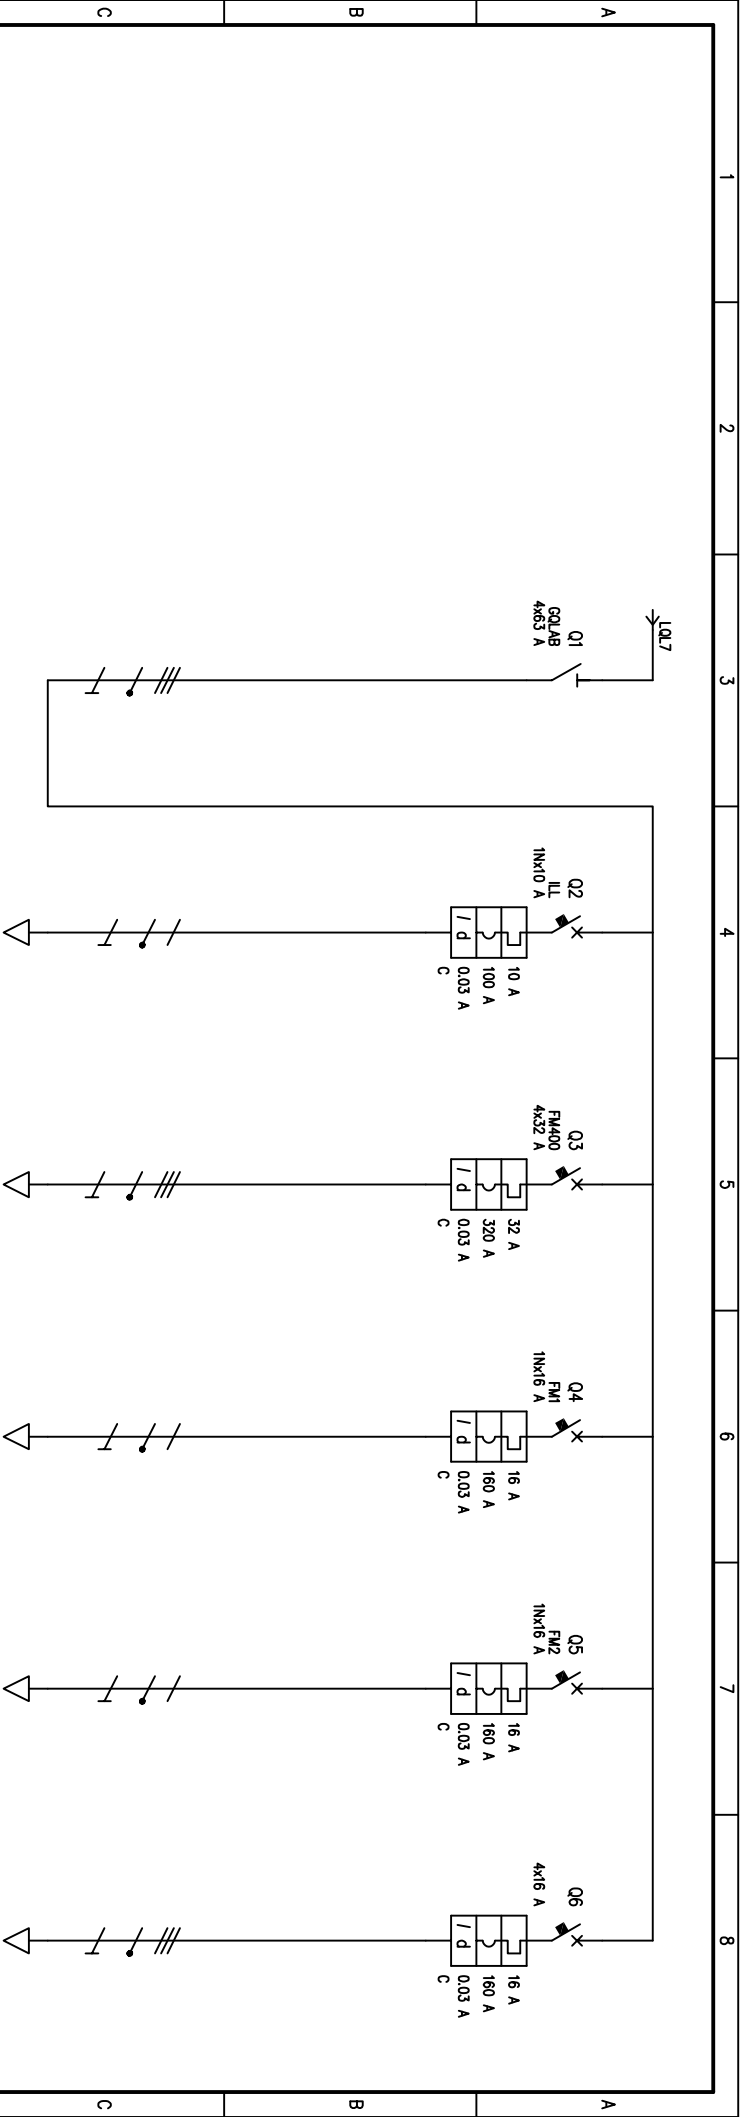 1
2
3
4
5
6
7
8
A
A
B
B
C
C
LQL7
Q1
GQLAB
4x63 A
Q2
ILL
1Nx10 A
10 A
100 A
/ d
0.03 A
C
Q3
FM400
4x32 A
32 A
320 A
/ d
0.03 A
C
Q4
FM1
1Nx16 A
16 A
160 A
/ d
0.03 A
C
Q5
FM2
1Nx16 A
16 A
160 A
/ d
0.03 A
C
Q6
4x16 A
16 A
160 A
/ d
0.03 A
C